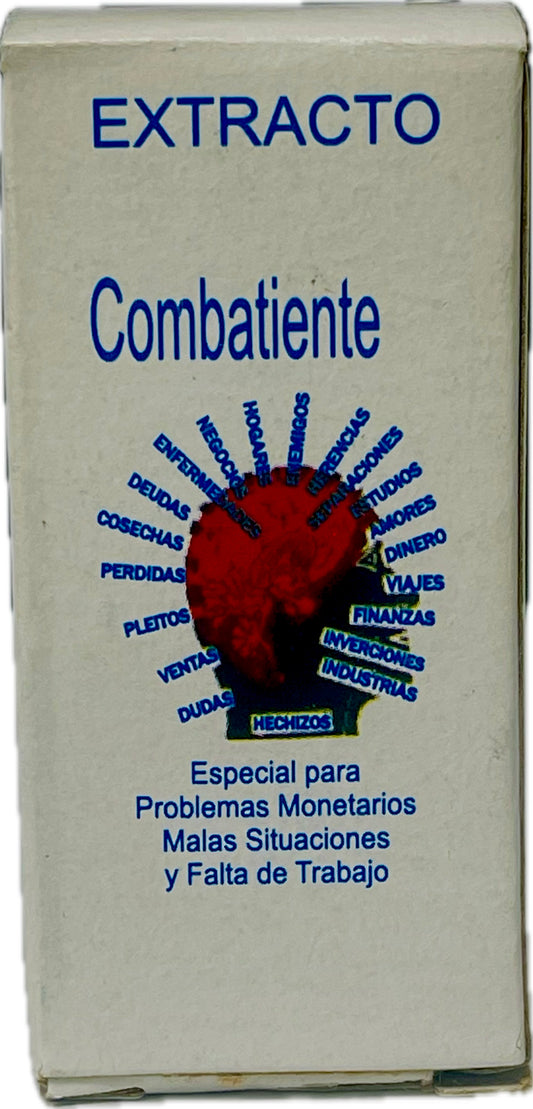 EXTRACTO
Combatiente
DUDAS
VENTAS
PLEITOS
PERDIDAS
COSECHAS
DEUDAS
ENFERMEDADES
NEGOCIOS
HOGARES
ENEMIGOS
HERENCIAS
SEPARACIONES
ESTUDIOS
AMORES
DINERO
VIAJES
FINANZAS
INVERCIONES
INDUSTRIAS
HECHIZOS
Especial para
Problemas Monetarios
Malas Situaciones
y Falta de Trabajo